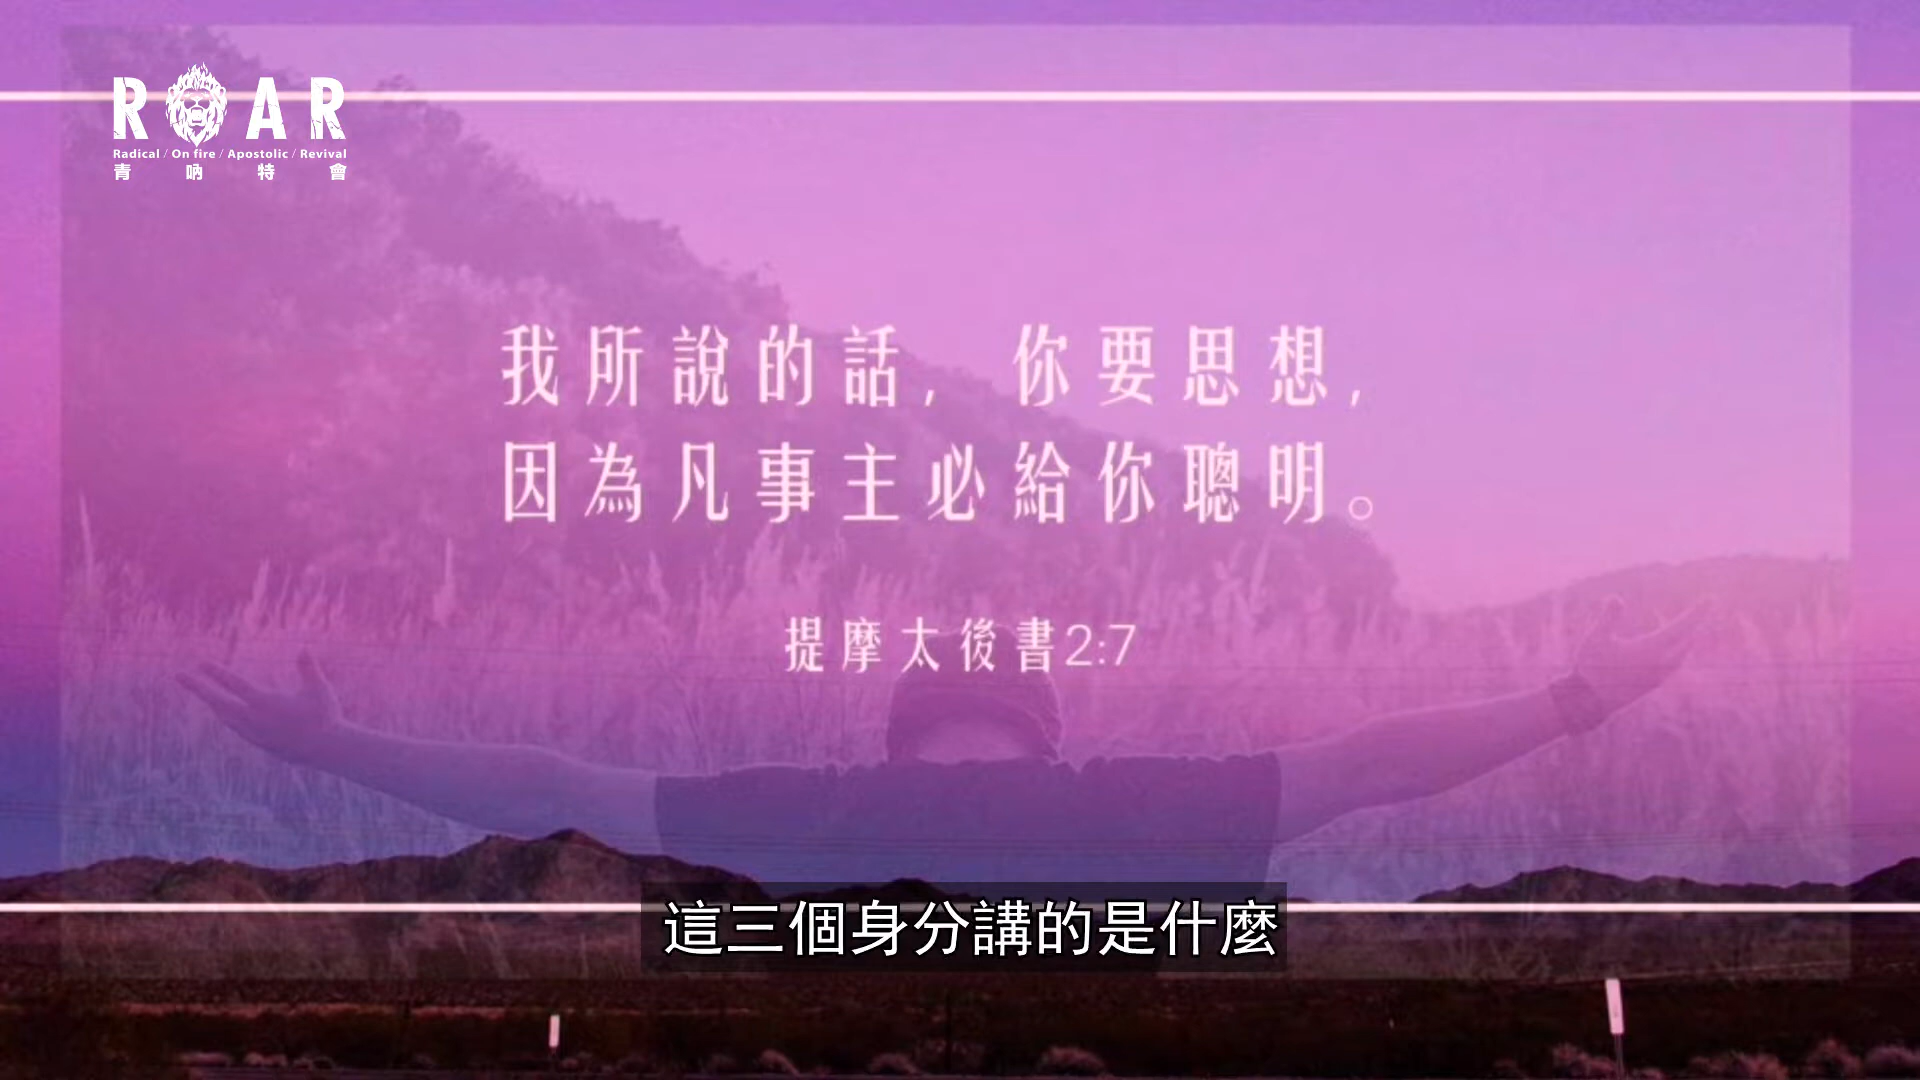 ROAR
Radical / On fire / Apostolic / Revival
青吶特會
我所說的話，你要思想，
因為凡事主必給你聰明。
提摩太後書2:7
這三個身分講的是什麼